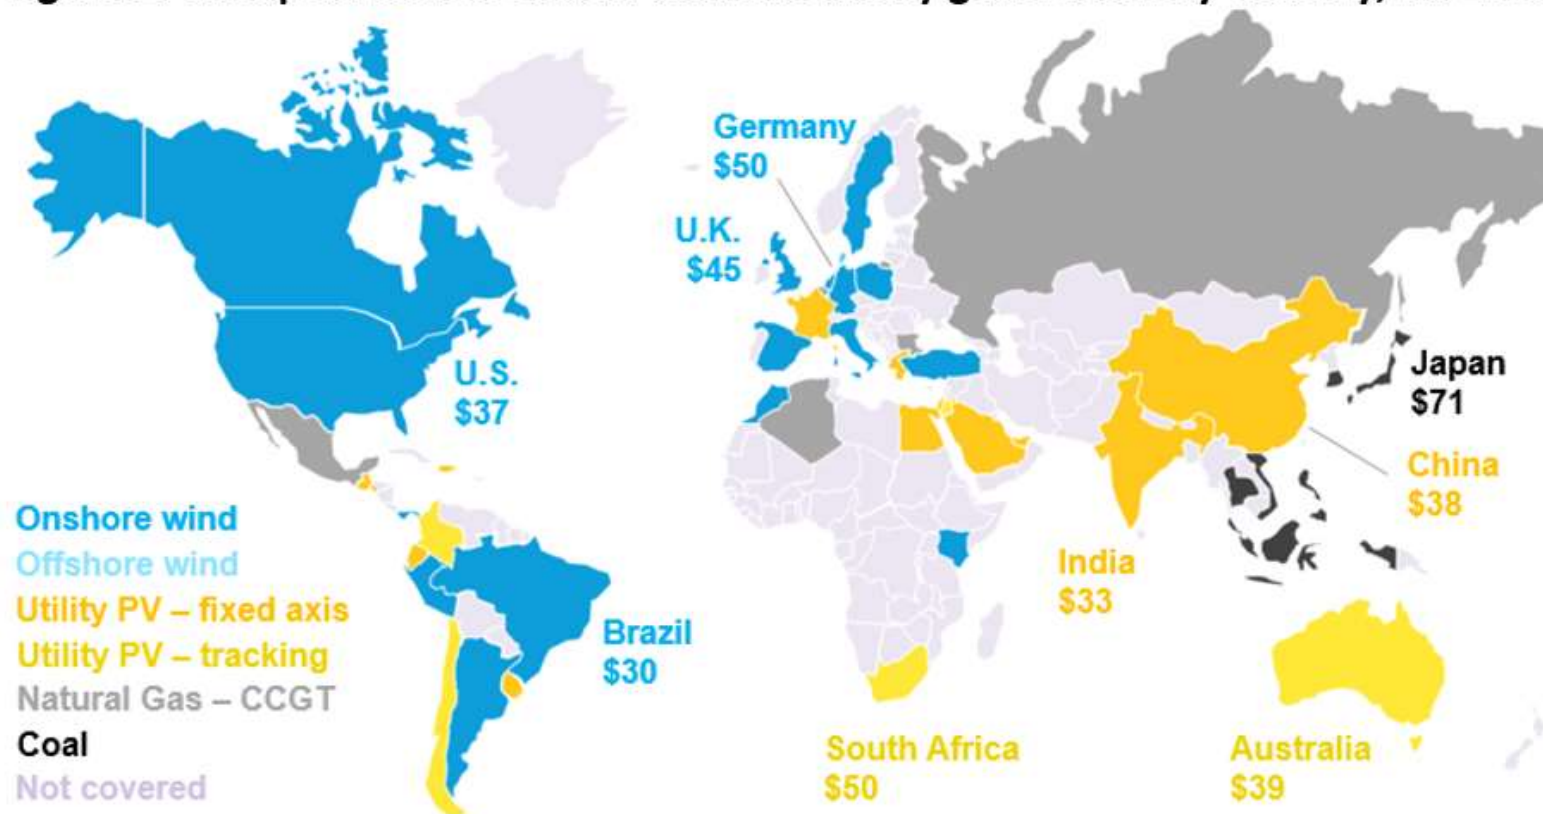 Germany
$50
U.K.
$45
U.S.
$37
Japan
$71
China
$38
Onshore wind
Offshore wind
Utility PV – fixed axis
Utility PV – tracking
Natural Gas – CCGT
Coal
Not covered
India
$33
Brazil
$30
South Africa
$50
Australia
$39